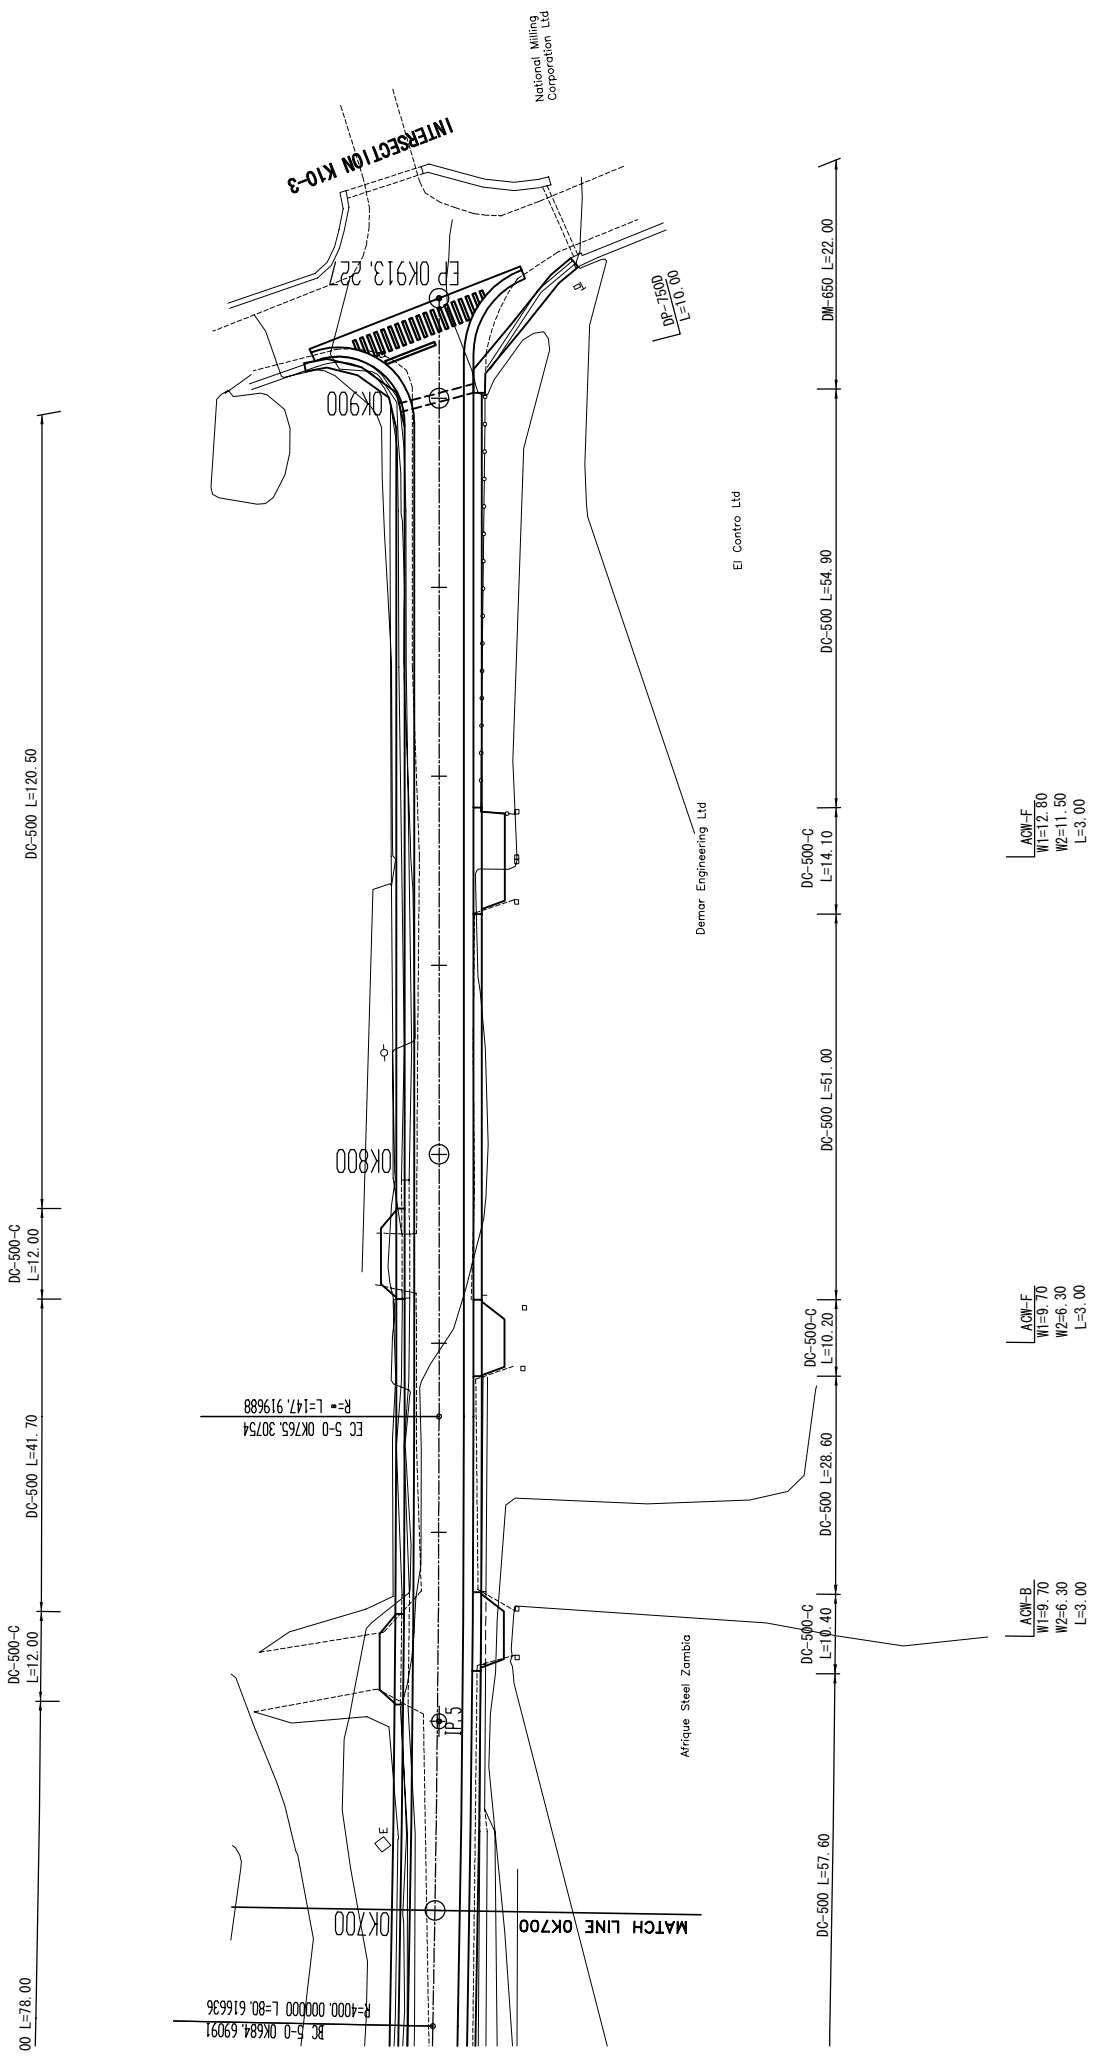 National Milling
Corporation Ltd
INTERSECTION K10-3
EP 0K913.227
DP-750D
L=10.00
DM-650 L=22.00
0K900
El Contro Ltd
DC-500 L=54.90
DC-500 L=120.50
Demar Engineering Ltd
DC-500-C
L=14.10
ACW-F
W1=12.80
W2=11.50
L=3.00
DC-500 L=51.00
0K800
DC-500-C
L=12.00
DC-500-C
L=10.20
ACW-F
W1=9.70
W2=6.30
L=3.00
EC 5-0 0K765.30754
R=∞ L=147.919688
DC-500 L=41.70
DC-500 L=28.60
DC-500-C
L=12.00
DC-500-C
L=10.40
ACW-B
W1=9.70
W2=6.30
L=3.00
Afrique Steel Zambia
IP.5
E
DC-500 L=57.60
0K700
MATCH LINE 0K700
BC 5-0 0K684.69091
R=4000.000000 L=80.616636
00 L=78.00